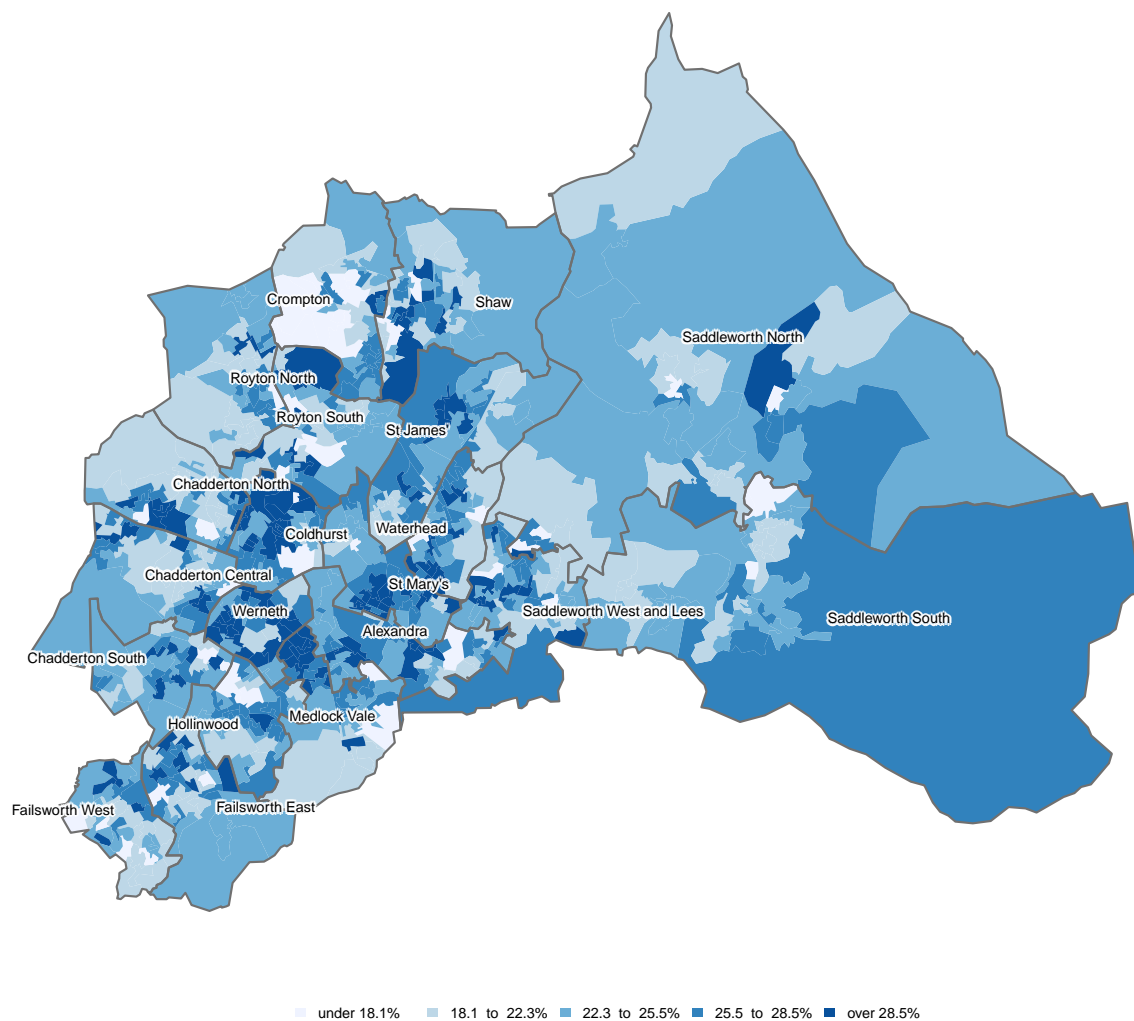 Crompton
Shaw
Saddleworth North
Royton North
Royton South
St James'
Chadderton North
Waterhead
Coldhurst
Chadderton Central
St Mary's
Werneth
Saddleworth West and Lees
Saddleworth South
Alexandra
Chadderton South
Medlock Vale
Hollinwood
Failsworth West
Failsworth East
under 18.1% 18.1 to 22.3% 22.3 to 25.5% 25.5 to 28.5% over 28.5%